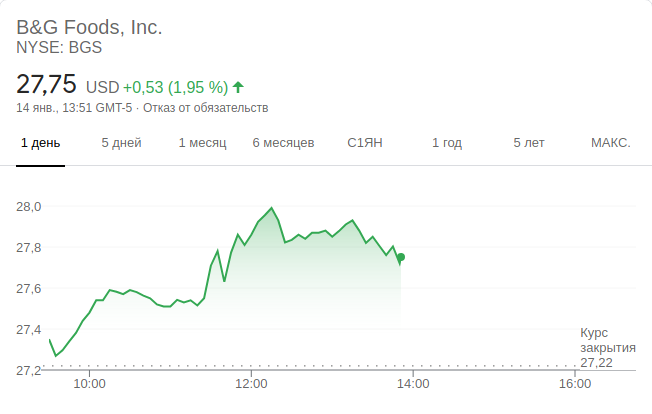 B&G Foods, Inc.
NYSE: BGS
27,75 USD +0,53 (1,95 %)
14 янв., 13:51 GMT-5 · Отказ от обязательств
1 день 5 дней 1 месяц 6 месяцев С1ЯН 1 год 5 лет МАКС.
28,0
27,8
27,6
27,4
27,2
Курс
закрытия
27,22
10:00 12:00 14:00 16:00